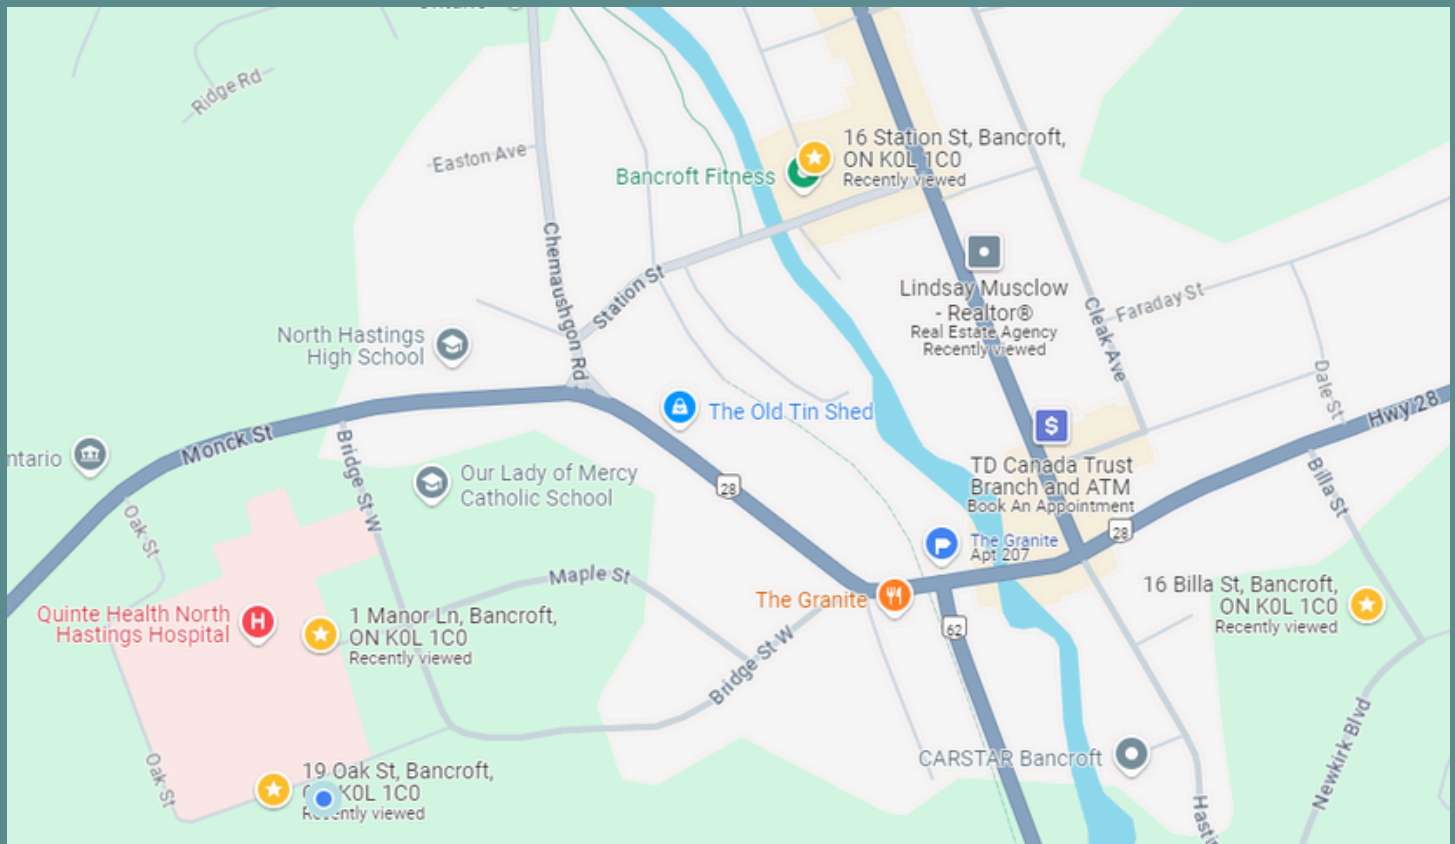 Ridge Rd
Easton Ave
16 Station St, Bancroft,
ON K0L 1C0
Recently viewed
Bancroft Fitness
Chemaushgon Rd
Station St
Lindsay Musclow
- Realtor®
Real Estate Agency
Recently viewed
Cleak Ave
Faraday St
North Hastings
High School
Dale St
The Old Tin Shed
Hwy 28
Monck St
ntario
Bridge St W
Our Lady of Mercy
Catholic School
28
TD Canada Trust
Branch and ATM
Book An Appointment
Billa St
Oak St
28
The Granite
Apt 207
Maple St
The Granite
16 Billa St, Bancroft,
ON K0L 1C0
Recently viewed
Quinte Health North
Hastings Hospital
H
1 Manor Ln, Bancroft,
ON K0L 1C0
Recently viewed
62
Bridge St W
Newkirk Blvd
CARSTAR Bancroft
Oak St
19 Oak St, Bancroft,
K0L 1C0
Recently viewed
Hasti